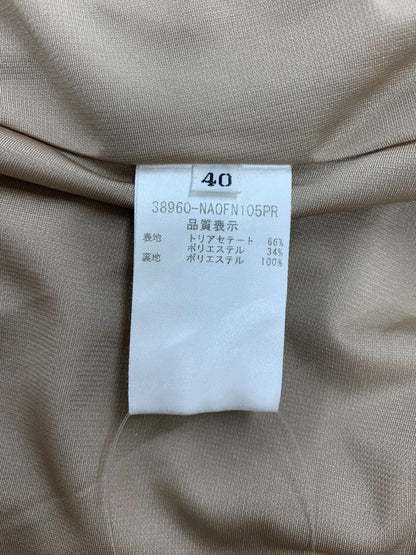 40
38960-NAOFN105PR
品質表示
表地 トリアセテート 66%
ポリエステル 34%
裏地 ポリエステル 100%